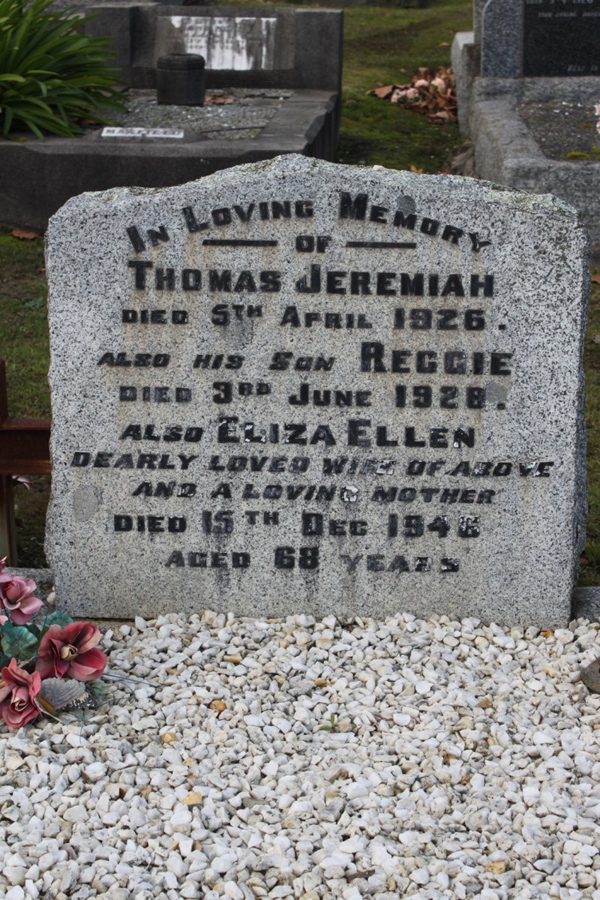 IN LOVING MEMORY
OF
THOMAS JEREMIAH
DIED 5TH APRIL 1926.
ALSO HIS SON REGGIE
DIED 3RD JUNE 1928.
ALSO ELIZA ELLEN
DEARLY LOVED WIFE OF ABOVE
AND A LOVING MOTHER
DIED 15TH DEC 1946
AGED 68 YEARS